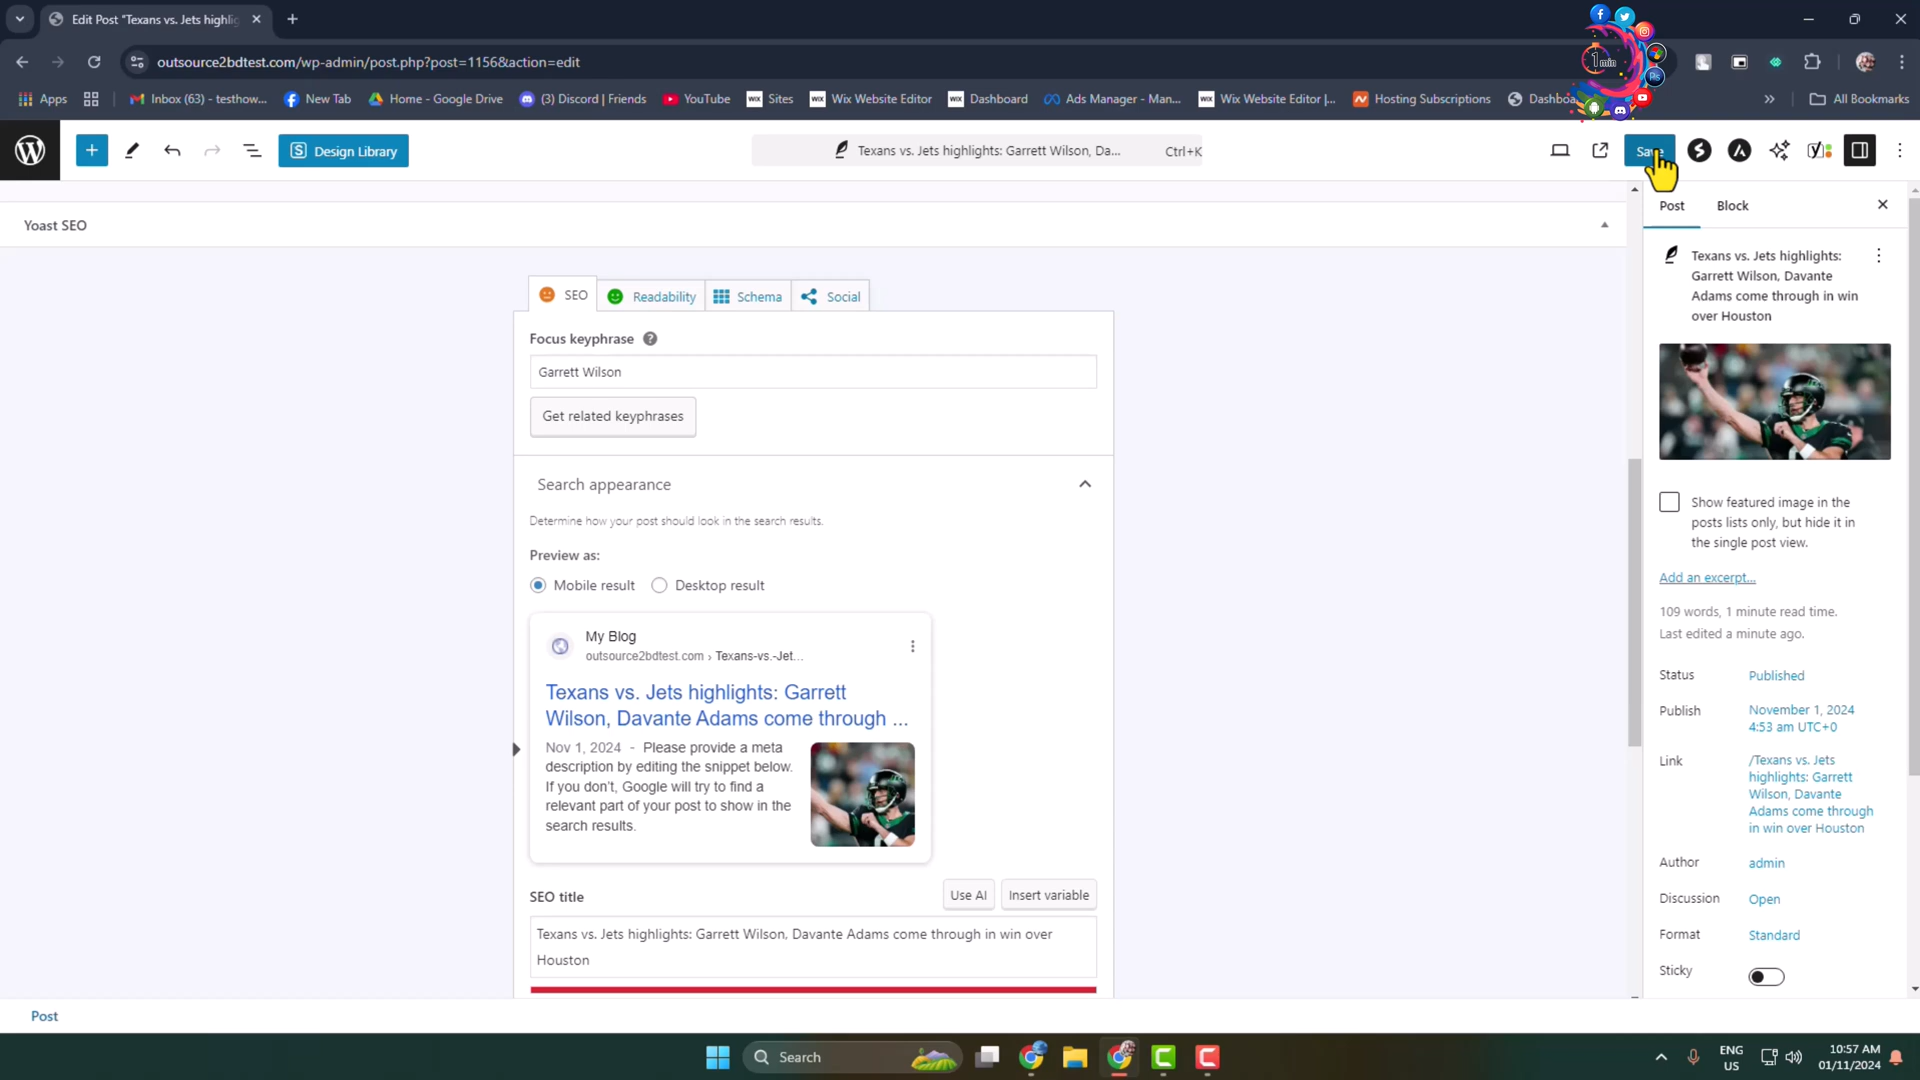 Edit Post "Texans vs. Jets highlig
outsource2bdtest.com/wp-admin/post.php?post=1156&action=edit
1min
Ps
Apps
Inbox (63) - testhow...
New Tab
Home - Google Drive
(3) Discord | Friends
YouTube
WIX Sites
WIX Wix Website Editor
WIX Dashboard
Ads Manager - Man...
WIX Wix Website Editor |...
Hosting Subscriptions
Dashbo
All Bookmarks
Design Library
Texans vs. Jets highlights: Garrett Wilson, Da...
Ctrl+K
Save
Yoast SEO
Post
Block
Texans vs. Jets highlights:
Garrett Wilson, Davante
Adams come through in win
over Houston
SEO
Readability
Schema
Social
Focus keyphrase
Garrett Wilson
Get related keyphrases
Search appearance
Determine how your post should look in the search results.
Preview as:
Mobile result
Desktop result
My Blog
outsource2bdtest.com › Texans-vs.-Jet...
Texans vs. Jets highlights: Garrett
Wilson, Davante Adams come through ...
Nov 1, 2024 - Please provide a meta
description by editing the snippet below.
If you don't, Google will try to find a
relevant part of your post to show in the
search results.
SEO title
Use AI
Insert variable
Texans vs. Jets highlights: Garrett Wilson, Davante Adams come through in win over
Houston
Show featured image in the
posts lists only, but hide it in
the single post view.
Add an excerpt...
109 words, 1 minute read time.
Last edited a minute ago.
Status
Published
Publish
November 1, 2024
4:53 am UTC+0
Link
/Texans vs. Jets
highlights: Garrett
Wilson, Davante
Adams come through
in win over Houston
Author
admin
Discussion
Open
Format
Standard
Sticky
Post
Search
ENG
US
10:57 AM
01/11/2024